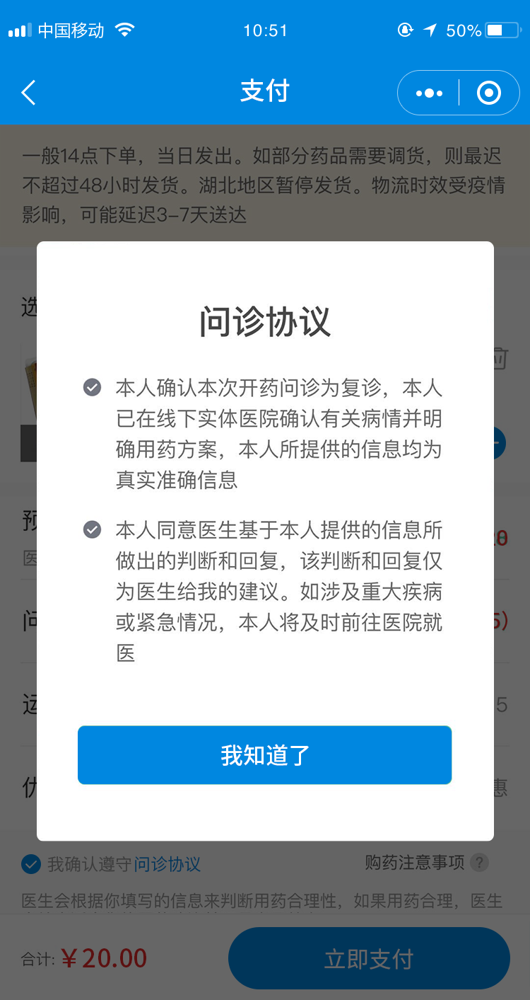 中国移动
10:51
50%
支付
一般14点下单，当日发出。如部分药品需要调货，则最迟
不超过48小时发货。湖北地区暂停发货。物流时效受疫情
影响，可能延迟3-7天送达
选
问诊协议
本人确认本次开药问诊为复诊，本人
已在线下实体医院确认有关病情并明
确用药方案，本人所提供的信息均为
真实准确信息
预
医
本人同意医生基于本人提供的信息所
做出的判断和回复，该判断和回复仅
为医生给我的建议。如涉及重大疾病
或紧急情况，本人将及时前往医院就
医
问
5)
运
5
我知道了
优
惠
我确认遵守问诊协议
购药注意事项 ?
医生会根据你填写的信息来判断用药合理性，如果用药合理，医生
合计: ￥20.00
立即支付